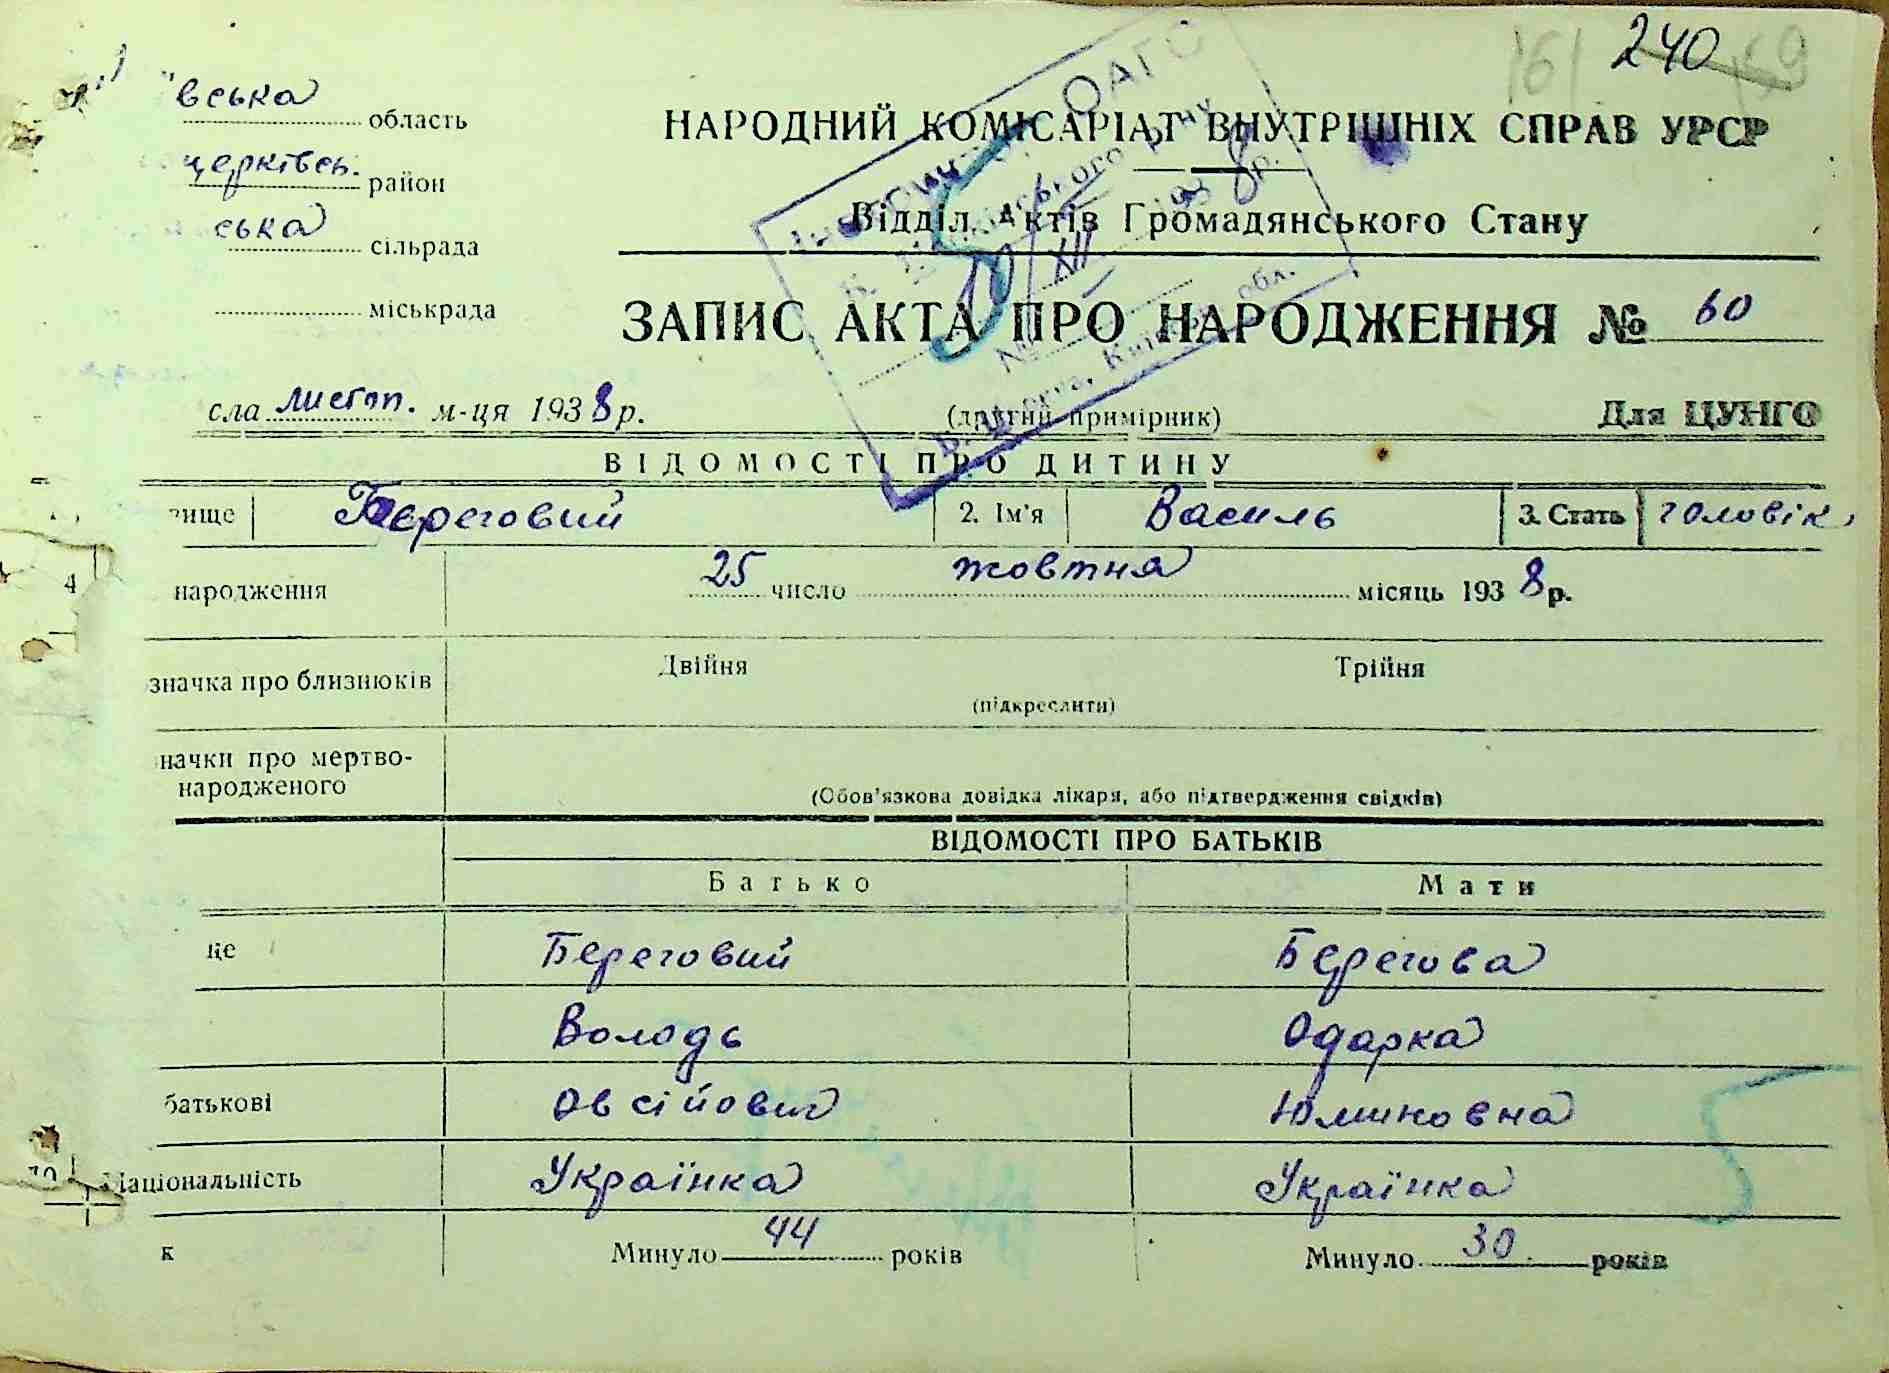 240
вська область
НАРОДНИЙ КОМІСАРІАТ ВНУТРІШНІХ СПРАВ УРСР
церківськ. район
Відділ Актів Громадянського Стану
ська сільрада
міськрада
ЗАПИС АКТА ПРО НАРОДЖЕННЯ № 60
сла листоп. м-ця 1938 р.
(другий примірник)
Для ЦУНГО
ВІДОМОСТІ ПРО ДИТИНУ
вище Береговий 2. Ім'я Василь 3. Стать чоловік
4 народження 25 число жовтня місяць 1938 р.
значка про близнюків Двійня Трійня
(підкреслити)
начки про мертво-
народженого
(Обов'язкова довідка лікаря, або підтвердження свідків)
ВІДОМОСТІ ПРО БАТЬКІВ
Батько Мати
це Береговий Берегова
Володь Одарка
батькові Овсійович
Національність Українка Українка
к Минуло 44 років Минуло 30 років